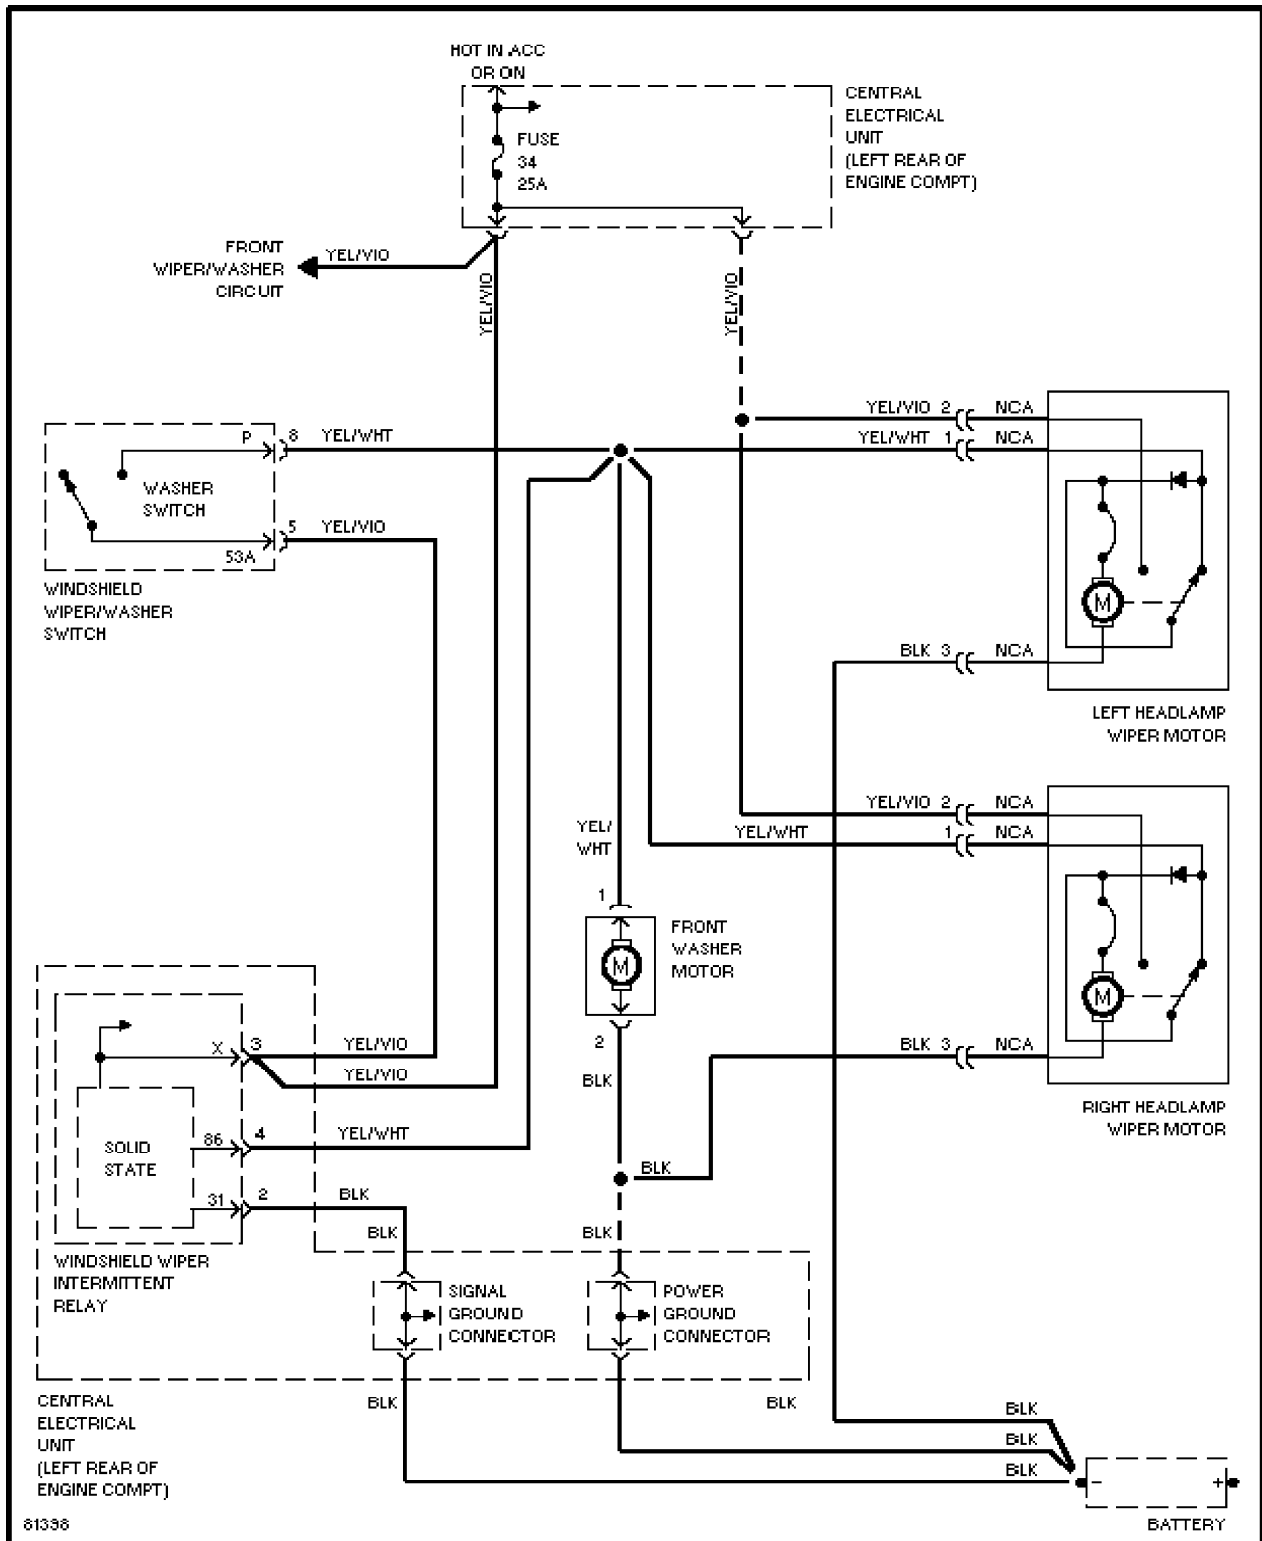 HOT IN ACC
OR ON
CENTRAL
ELECTRICAL
UNIT
(LEFT REAR OF
ENGINE COMPT)
FUSE
34
25A
FRONT
WIPER/WASHER
CIRCUIT
YEL/VIO
YEL/VIO
YEL/VIO
YEL/VIO 2 NCA
YEL/WHT 1 NCA
P 8 YEL/WHT
WASHER
SWITCH
5 YEL/VIO
53A
WINDSHIELD
WIPER/WASHER
SWITCH
M
BLK 3 NCA
LEFT HEADLAMP
WIPER MOTOR
YEL/VIO 2 NCA
YEL/WHT 1 NCA
YEL/
WHT
1
FRONT
WASHER
MOTOR
M
2
BLK
M
BLK 3 NCA
RIGHT HEADLAMP
WIPER MOTOR
X 3 YEL/VIO
YEL/VIO
SOLID
STATE
86 4 YEL/WHT
31 2 BLK
BLK
BLK
BLK
WINDSHIELD WIPER
INTERMITTENT
RELAY
SIGNAL
GROUND
CONNECTOR
POWER
GROUND
CONNECTOR
CENTRAL
ELECTRICAL
UNIT
(LEFT REAR OF
ENGINE COMPT)
BLK
BLK
BLK
BLK
BLK
- +
BATTERY
81398